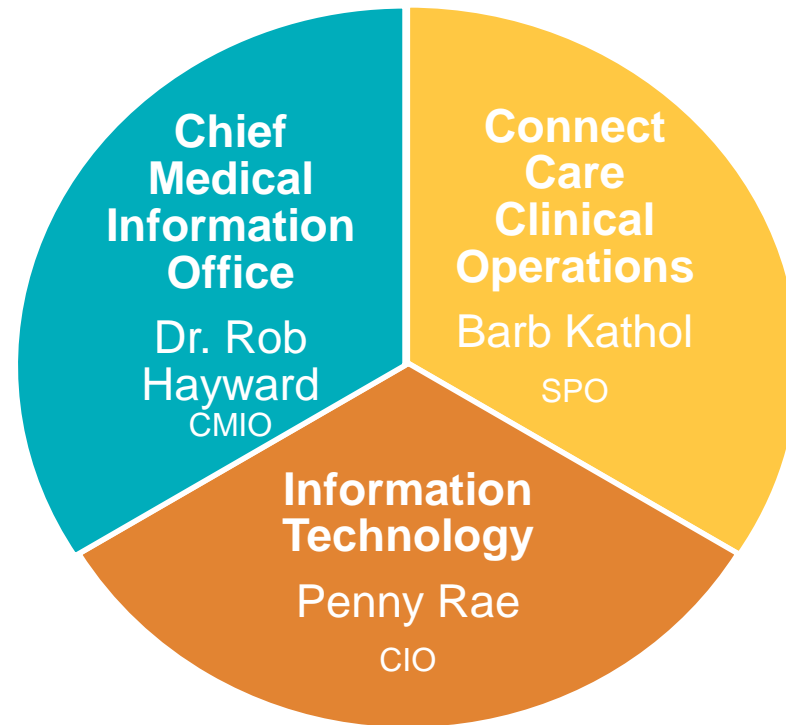 Chief
Medical
Information
Office
Dr. Rob
Hayward
CMIO
Connect
Care
Clinical
Operations
Barb Kathol
SPO
Information
Technology
Penny Rae
CIO